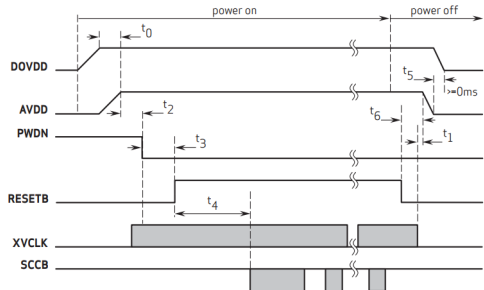 power on
power off
t0
DOVDD
t5
>=0ms
AVDD
t2
t6
t1
PWDN
t3
RESETB
t4
XVCLK
SCCB